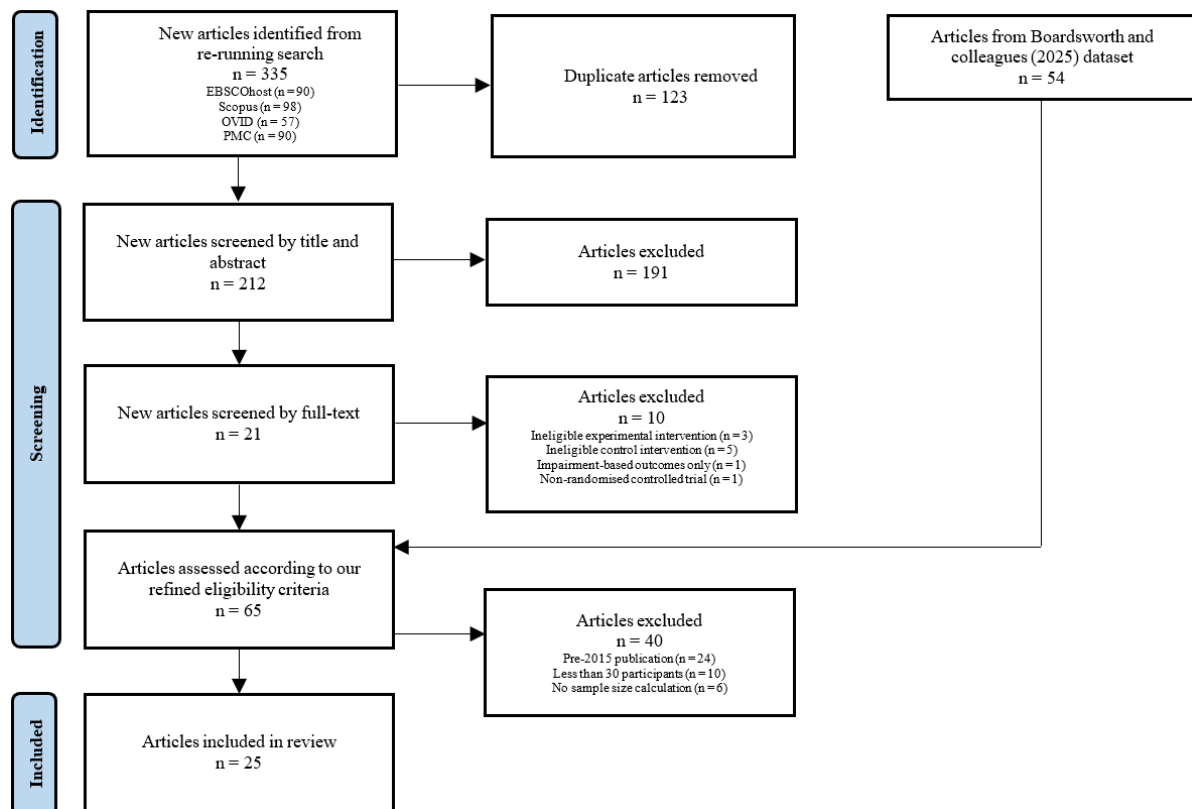 Identification
New articles identified from
re-running search
n = 335
EBSCOhost (n = 90)
Scopus (n = 98)
OVID (n = 57)
PMC (n = 90)
Duplicate articles removed
n = 123
Articles from Boardsworth and
colleagues (2025) dataset
n = 54
Screening
New articles screened by title and
abstract
n = 212
Articles excluded
n = 191
New articles screened by full-text
n = 21
Articles excluded
n = 10
Ineligible experimental intervention (n = 3)
Ineligible control intervention (n = 5)
Impairment-based outcomes only (n = 1)
Non-randomised controlled trial (n = 1)
Articles assessed according to our
refined eligibility criteria
n = 65
Articles excluded
n = 40
Pre-2015 publication (n = 24)
Less than 30 participants (n = 10)
No sample size calculation (n = 6)
Included
Articles included in review
n = 25